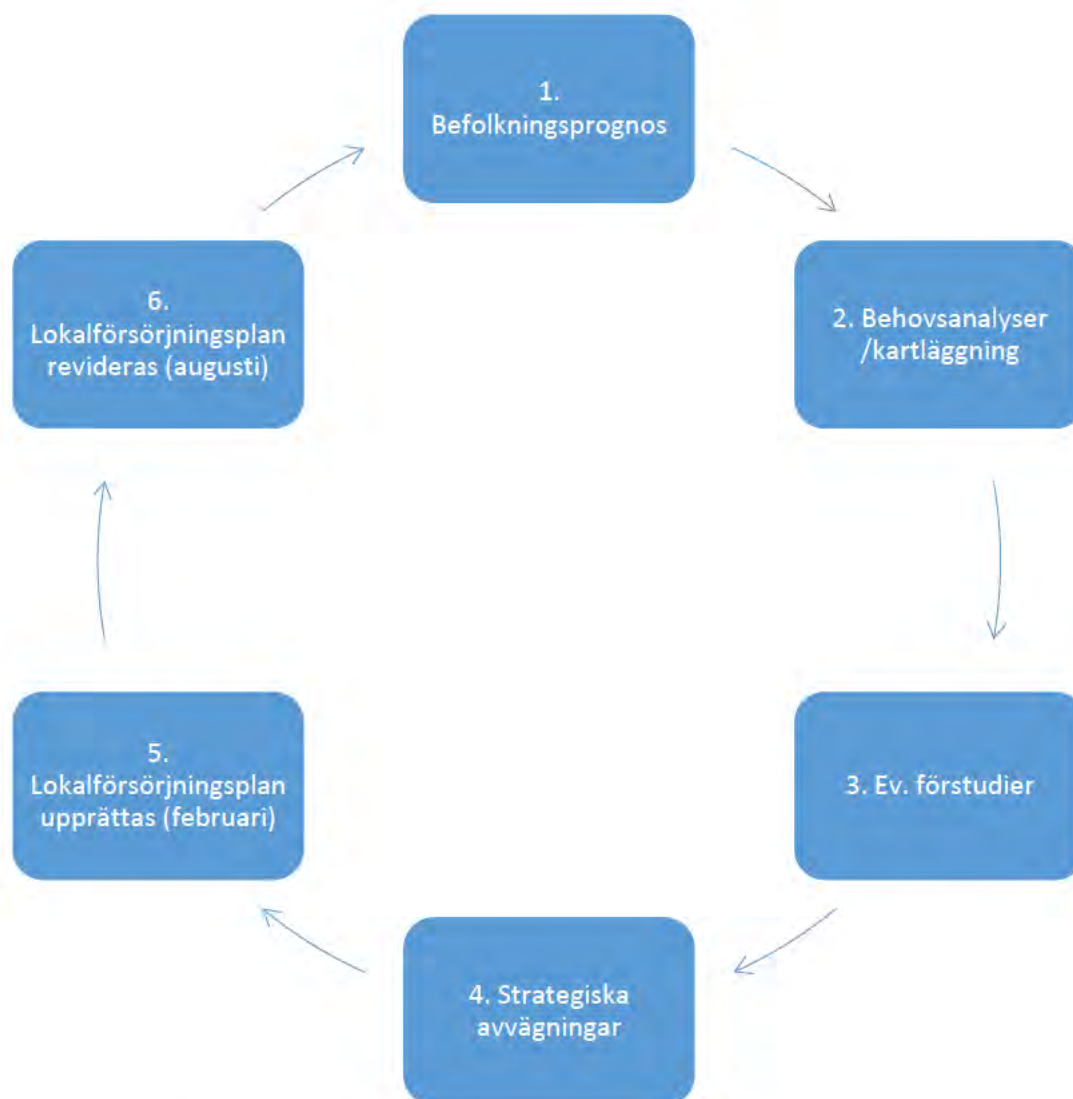 1.
Befolkningsprognos
2. Behovsanalyser
/kartläggning
3. Ev. förstudier
4. Strategiska
avvägningar
5.
Lokalförsörjningsplan
upprättas (februari)
6.
Lokalförsörjningsplan
revideras (augusti)